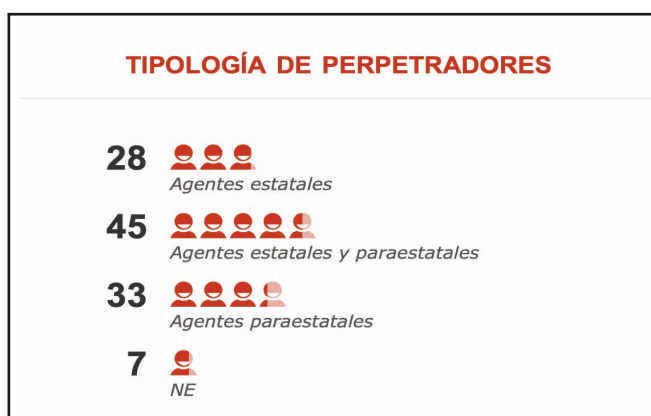 TIPOLOGÍA DE PERPETRADORES
28
Agentes estatales
45
Agentes estatales y paraestatales
33
Agentes paraestatales
7
NE